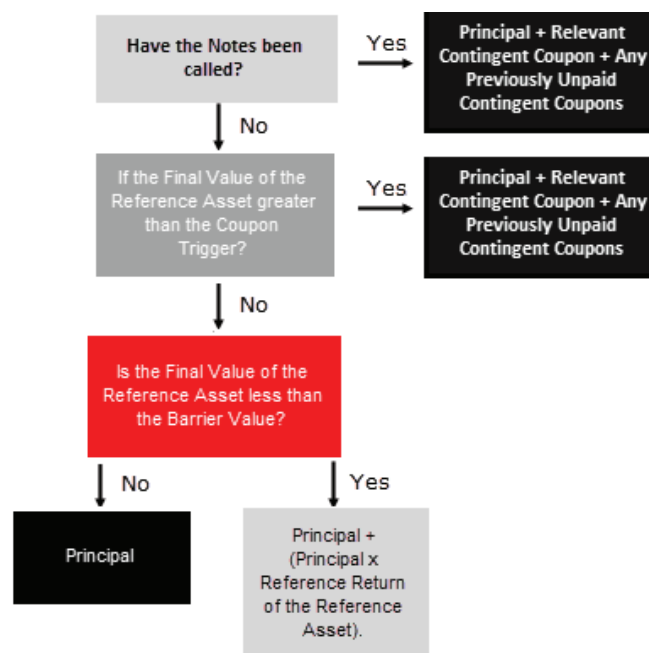 Have the Notes been
called?
Yes
Principal + Relevant
Contingent Coupon + Any
Previously Unpaid
Contingent Coupons
No
If the Final Value of the
Reference Asset greater
than the Coupon
Trigger?
Yes
Principal + Relevant
Contingent Coupon + Any
Previously Unpaid
Contingent Coupons
No
Is the Final Value of the
Reference Asset less than
the Barrier Value?
No
Yes
Principal
Principal +
(Principal x
Reference Return
of the Reference
Asset).